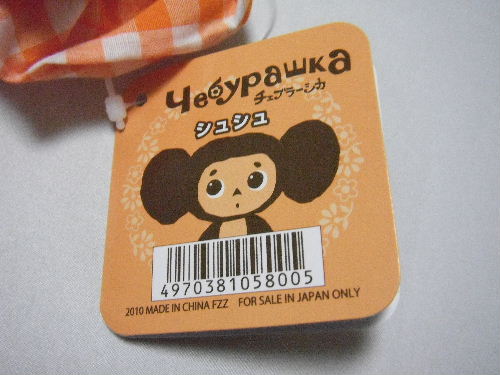 Чебурашка
チェブラーシカ
シュシュ
4970381058005
2010 MADE IN CHINA FZZ FOR SALE IN JAPAN ONLY